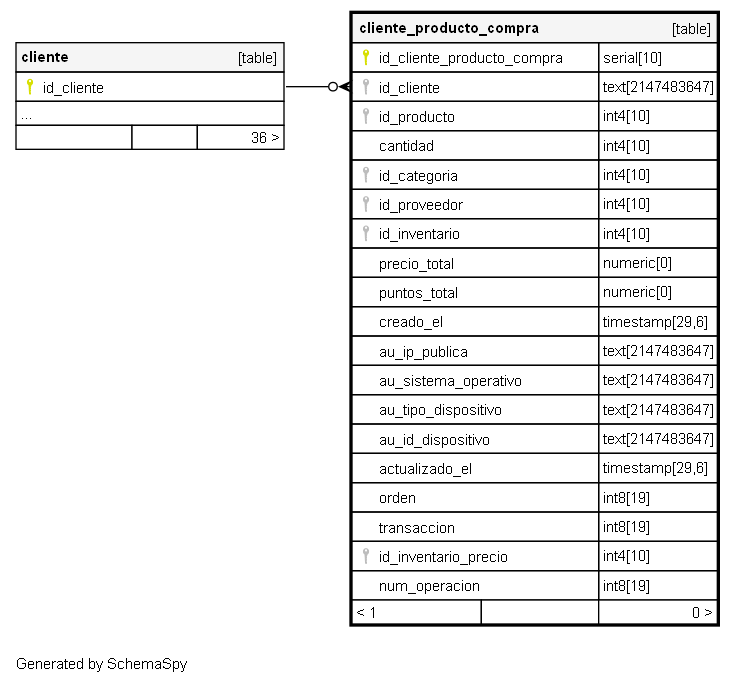 cliente [table]
id_cliente
...
36 >
cliente_producto_compra [table]
id_cliente_producto_compra serial[10]
id_cliente text[2147483647]
id_producto int4[10]
cantidad int4[10]
id_categoria int4[10]
id_proveedor int4[10]
id_inventario int4[10]
precio_total numeric[0]
puntos_total numeric[0]
creado_el timestamp[29,6]
au_ip_publica text[2147483647]
au_sistema_operativo text[2147483647]
au_tipo_dispositivo text[2147483647]
au_id_dispositivo text[2147483647]
actualizado_el timestamp[29,6]
orden int8[19]
transaccion int8[19]
id_inventario_precio int4[10]
num_operacion int8[19]
< 1 0 >
Generated by SchemaSpy